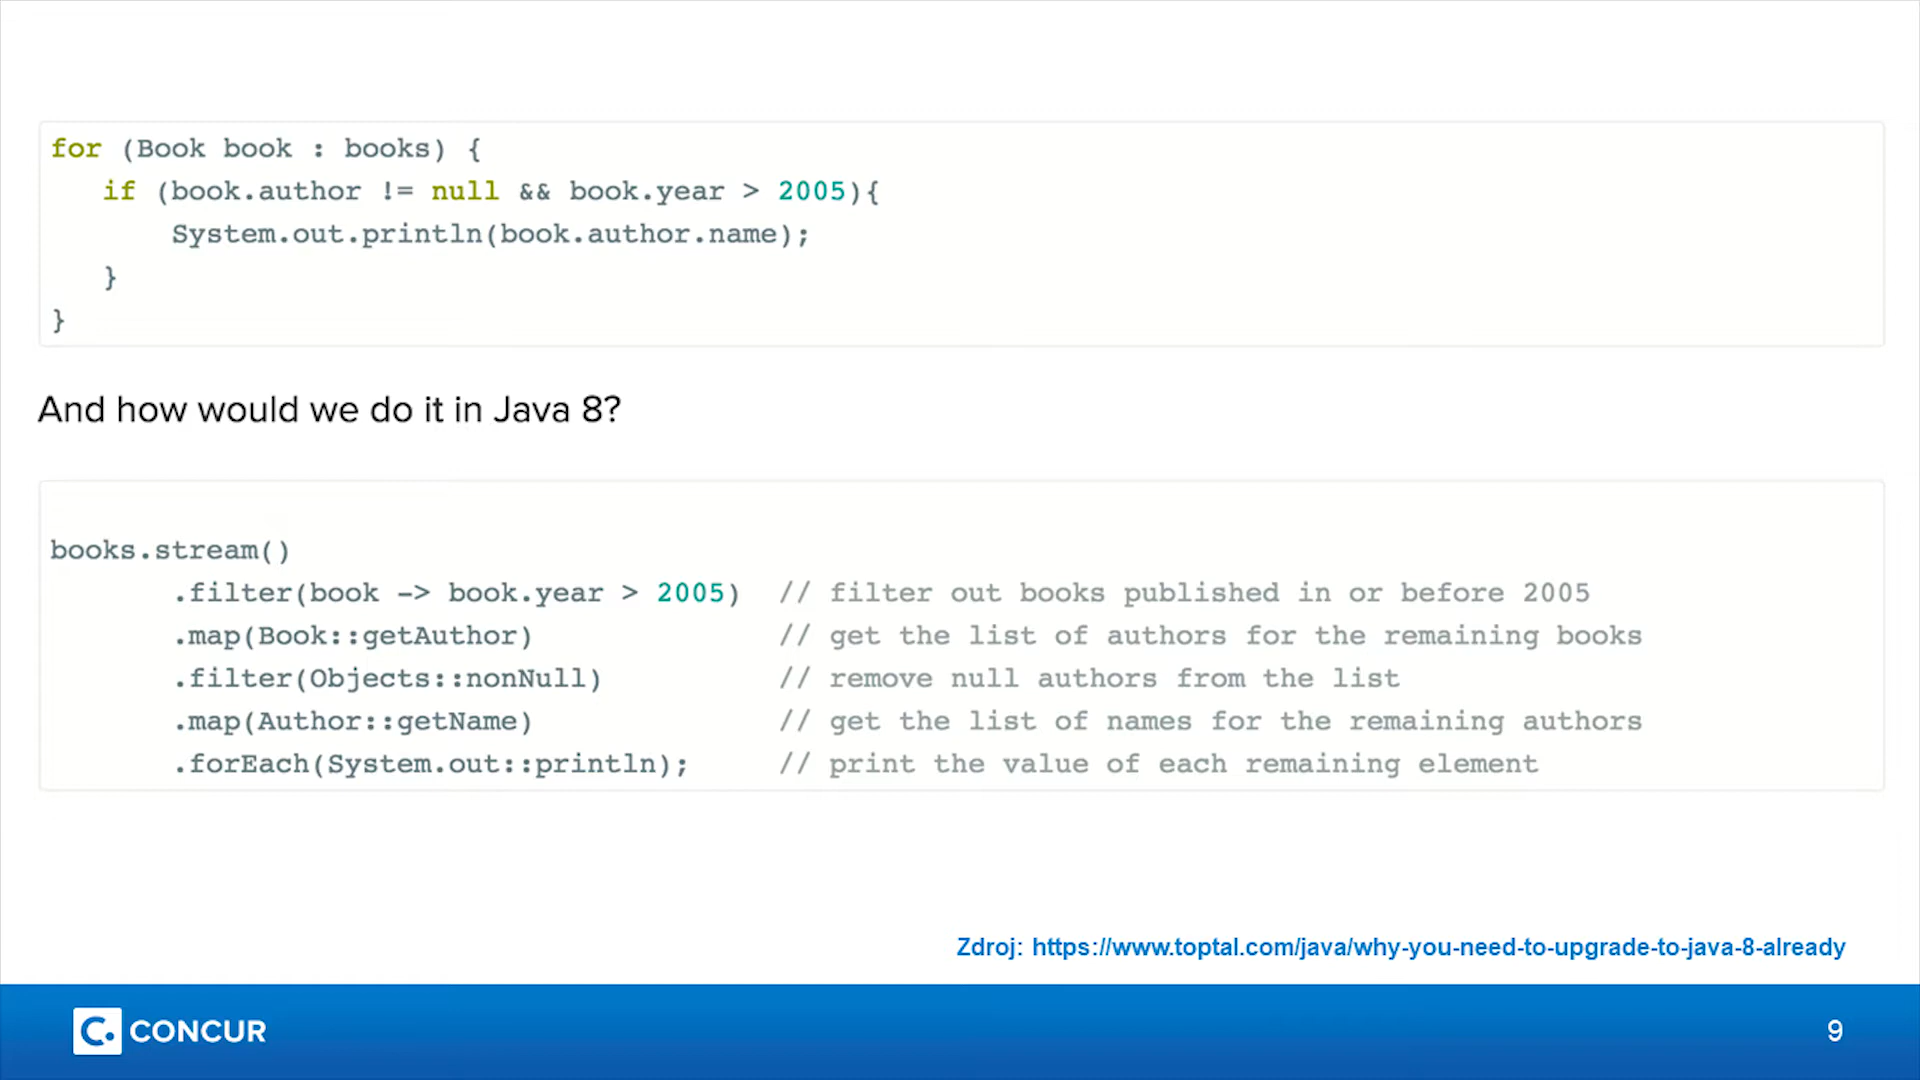 for (Book book : books) {
if (book.author != null && book.year > 2005){
System.out.println(book.author.name);
}
}
And how would we do it in Java 8?
books.stream()
.filter(book -> book.year > 2005)  // filter out books published in or before 2005
.map(Book::getAuthor)  // get the list of authors for the remaining books
.filter(Objects::nonNull)  // remove null authors from the list
.map(Author::getName)  // get the list of names for the remaining authors
.forEach(System.out::println);  // print the value of each remaining element
Zdroj: https://www.toptal.com/java/why-you-need-to-upgrade-to-java-8-already
C. CONCUR
9